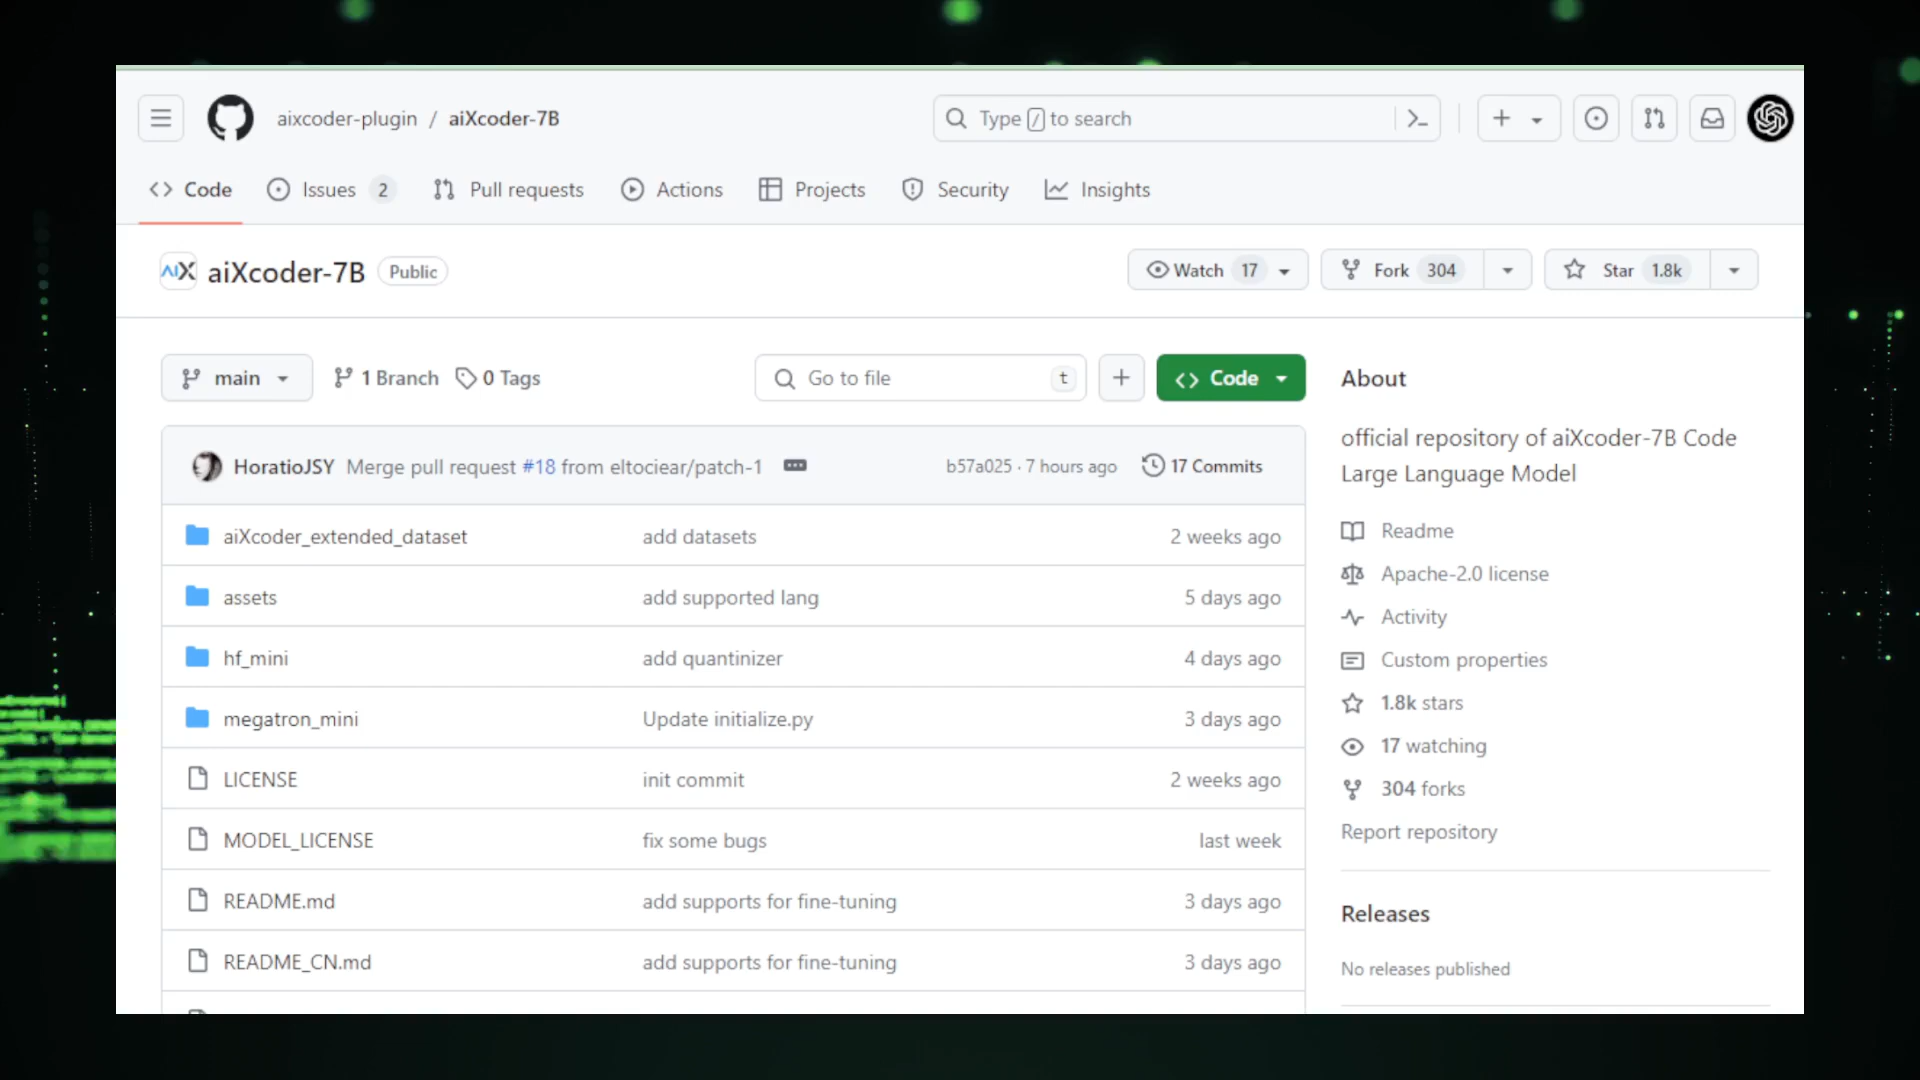 aixcoder-plugin / aiXcoder-7B
Type / to search
Code Issues 2 Pull requests Actions Projects Security Insights
AIX aiXcoder-7B Public
Watch 17 Fork 304 Star 1.8k
main 1 Branch 0 Tags Go to file t Code
HoratioJSY Merge pull request #18 from eltociear/patch-1 b57a025 · 7 hours ago 17 Commits
aiXcoder_extended_dataset add datasets 2 weeks ago
assets add supported lang 5 days ago
hf_mini add quantinizer 4 days ago
megatron_mini Update initialize.py 3 days ago
LICENSE init commit 2 weeks ago
MODEL_LICENSE fix some bugs last week
README.md add supports for fine-tuning 3 days ago
README_CN.md add supports for fine-tuning 3 days ago
About
official repository of aiXcoder-7B Code
Large Language Model
Readme
Apache-2.0 license
Activity
Custom properties
1.8k stars
17 watching
304 forks
Report repository
Releases
No releases published